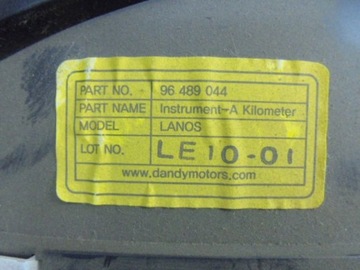 PART NO. 96 489 044
PART NAME Instrument-A Kilometer
MODEL LANOS
LOT NO. LE10-01
www.dandymotors.com